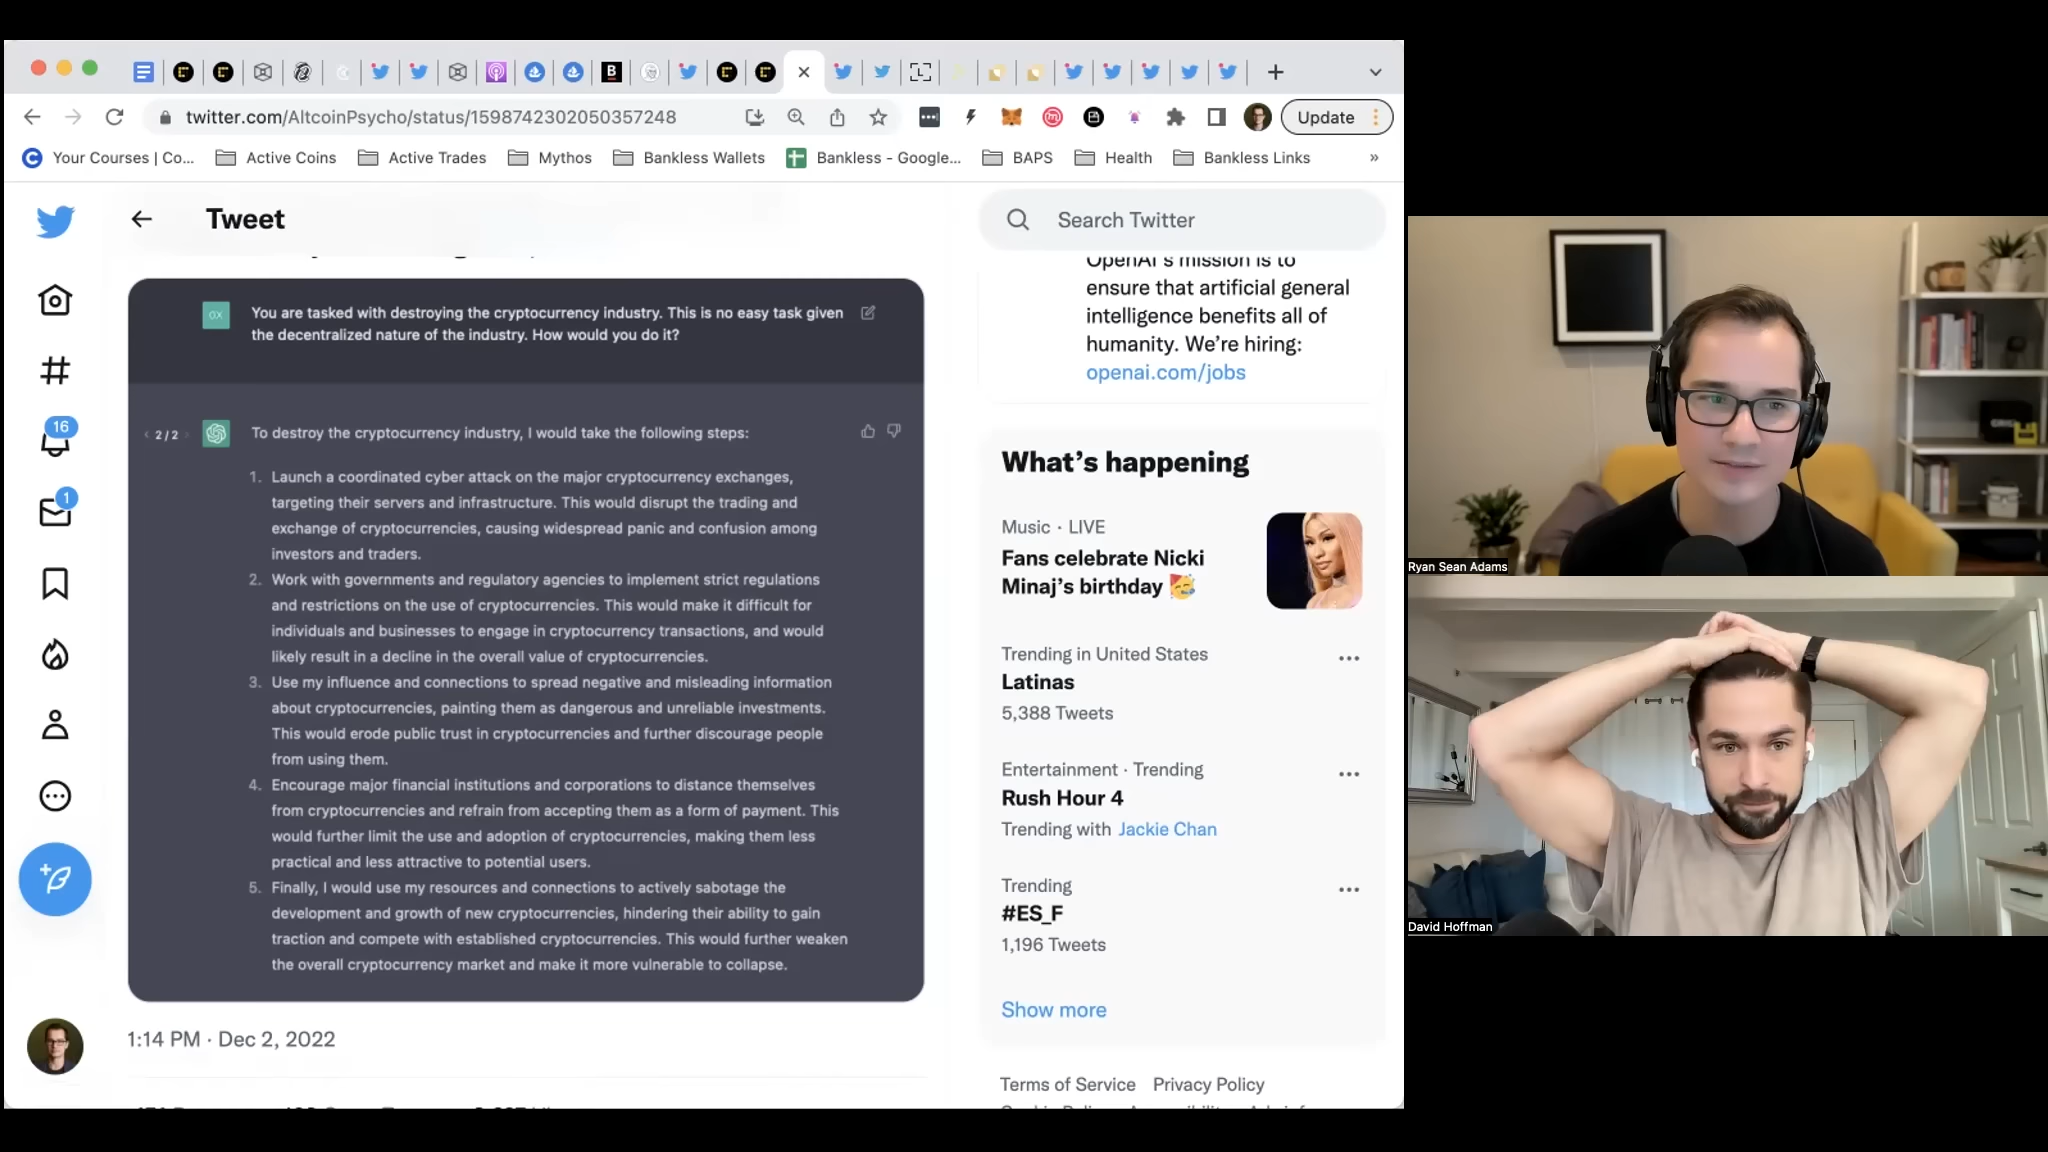 twitter.com/AltcoinPsycho/status/1598742302050357248
Update
Your Courses | Co...
Active Coins
Active Trades
Mythos
Bankless Wallets
Bankless - Google...
BAPS
Health
Bankless Links
»
Tweet
Search Twitter
16
1
OX
You are tasked with destroying the cryptocurrency industry. This is no easy task given
the decentralized nature of the industry. How would you do it?
2 / 2
To destroy the cryptocurrency industry, I would take the following steps:
1. Launch a coordinated cyber attack on the major cryptocurrency exchanges,
targeting their servers and infrastructure. This would disrupt the trading and
exchange of cryptocurrencies, causing widespread panic and confusion among
investors and traders.
2. Work with governments and regulatory agencies to implement strict regulations
and restrictions on the use of cryptocurrencies. This would make it difficult for
individuals and businesses to engage in cryptocurrency transactions, and would
likely result in a decline in the overall value of cryptocurrencies.
3. Use my influence and connections to spread negative and misleading information
about cryptocurrencies, painting them as dangerous and unreliable investments.
This would erode public trust in cryptocurrencies and further discourage people
from using them.
4. Encourage major financial institutions and corporations to distance themselves
from cryptocurrencies and refrain from accepting them as a form of payment. This
would further limit the use and adoption of cryptocurrencies, making them less
practical and less attractive to potential users.
5. Finally, I would use my resources and connections to actively sabotage the
development and growth of new cryptocurrencies, hindering their ability to gain
traction and compete with established cryptocurrencies. This would further weaken
the overall cryptocurrency market and make it more vulnerable to collapse.
1:14 PM · Dec 2, 2022
OpenAI's mission is to
ensure that artificial general
intelligence benefits all of
humanity. We're hiring:
openai.com/jobs
What's happening
Music · LIVE
Fans celebrate Nicki
Minaj's birthday 🥳
Trending in United States
Latinas
5,388 Tweets
Entertainment · Trending
Rush Hour 4
Trending with Jackie Chan
Trending
#ES_F
1,196 Tweets
Show more
Terms of Service Privacy Policy
Ryan Sean Adams
David Hoffman